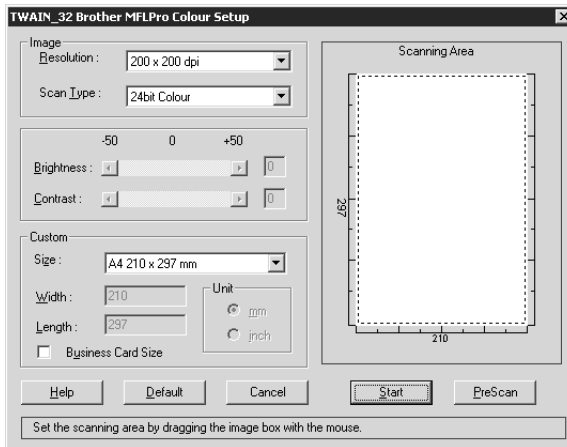 TWAIN_32 Brother MFLPro Colour Setup
Image
Resolution : 200 x 200 dpi
Scan Type : 24bit Colour
-50 0 +50
Brightness : 0
Contrast : 0
Custom
Size : A4 210 x 297 mm
Width : 210
Length : 297
Unit
mm
inch
Business Card Size
Scanning Area
297
210
Help Default Cancel Start PreScan
Set the scanning area by dragging the image box with the mouse.